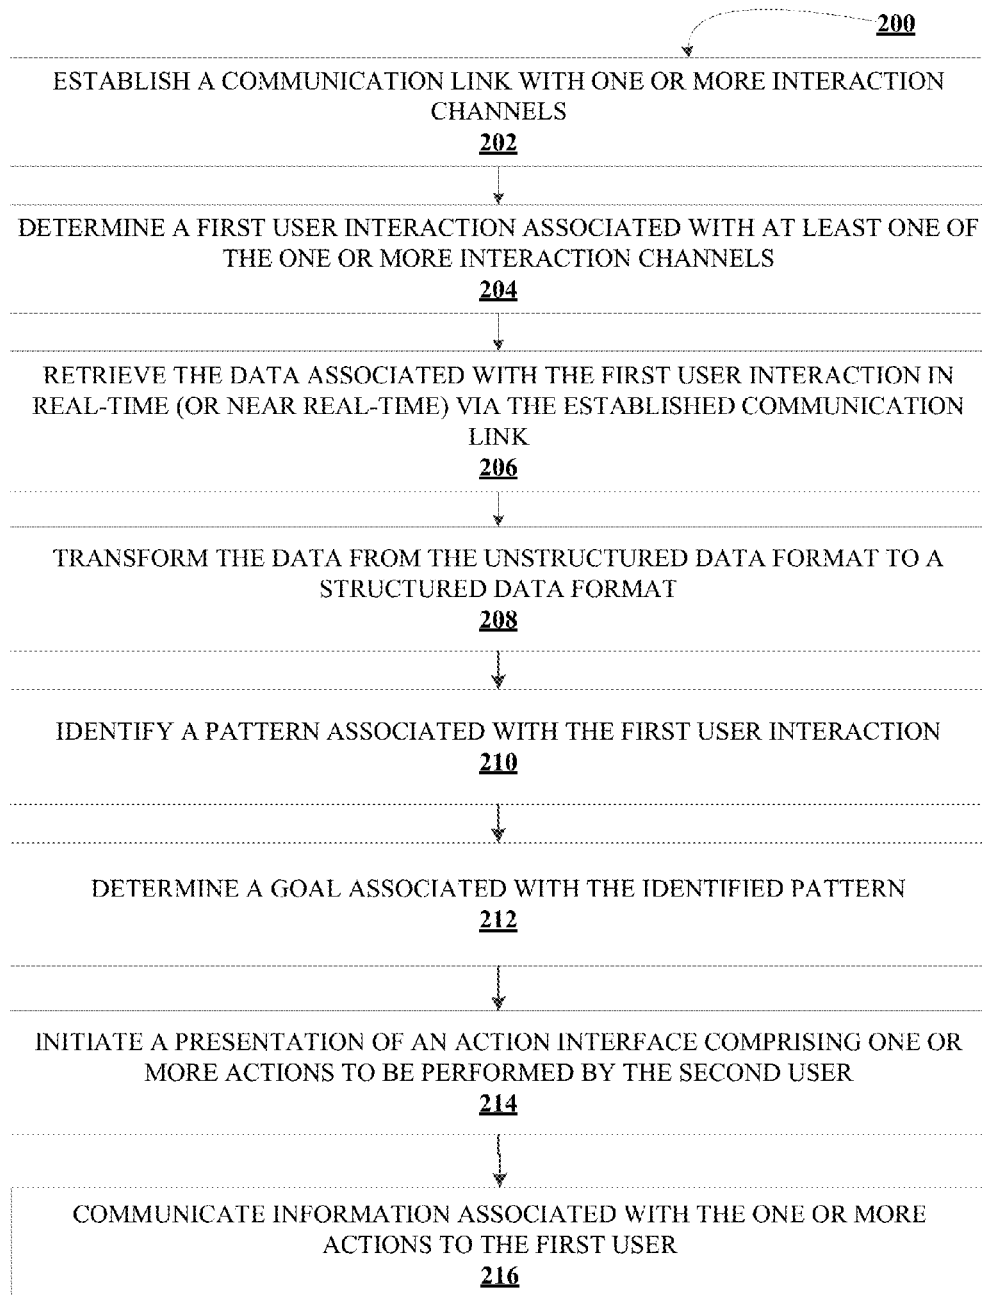 200
ESTABLISH A COMMUNICATION LINK WITH ONE OR MORE INTERACTION
CHANNELS
202
DETERMINE A FIRST USER INTERACTION ASSOCIATED WITH AT LEAST ONE OF
THE ONE OR MORE INTERACTION CHANNELS
204
RETRIEVE THE DATA ASSOCIATED WITH THE FIRST USER INTERACTION IN
REAL-TIME (OR NEAR REAL-TIME) VIA THE ESTABLISHED COMMUNICATION
LINK
206
TRANSFORM THE DATA FROM THE UNSTRUCTURED DATA FORMAT TO A
STRUCTURED DATA FORMAT
208
IDENTIFY A PATTERN ASSOCIATED WITH THE FIRST USER INTERACTION
210
DETERMINE A GOAL ASSOCIATED WITH THE IDENTIFIED PATTERN
212
INITIATE A PRESENTATION OF AN ACTION INTERFACE COMPRISING ONE OR
MORE ACTIONS TO BE PERFORMED BY THE SECOND USER
214
COMMUNICATE INFORMATION ASSOCIATED WITH THE ONE OR MORE
ACTIONS TO THE FIRST USER
216